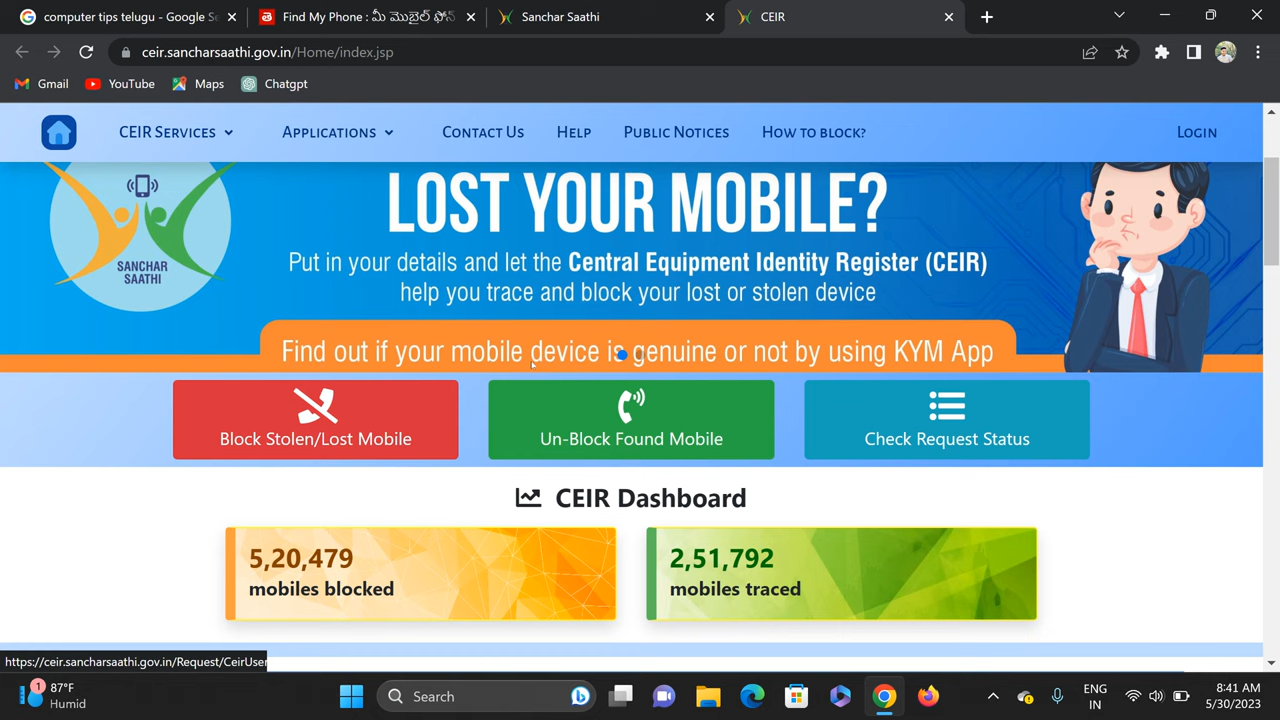 computer tips telugu - Google Se
Find My Phone : మీ మొబైల్ ఫోన్
Sanchar Saathi
CEIR
ceir.sancharsaathi.gov.in/Home/index.jsp
Gmail
YouTube
Maps
Chatgpt
CEIR Services
Applications
Contact Us
Help
Public Notices
How to block?
Login
SANCHAR
SAATHI
LOST YOUR MOBILE?
Put in your details and let the Central Equipment Identity Register (CEIR)
help you trace and block your lost or stolen device
Find out if your mobile device is genuine or not by using KYM App
Block Stolen/Lost Mobile
Un-Block Found Mobile
Check Request Status
CEIR Dashboard
5,20,479
mobiles blocked
2,51,792
mobiles traced
https://ceir.sancharsaathi.gov.in/Request/CeirUser
1
87°F
Humid
Search
ENG
IN
8:41 AM
5/30/2023